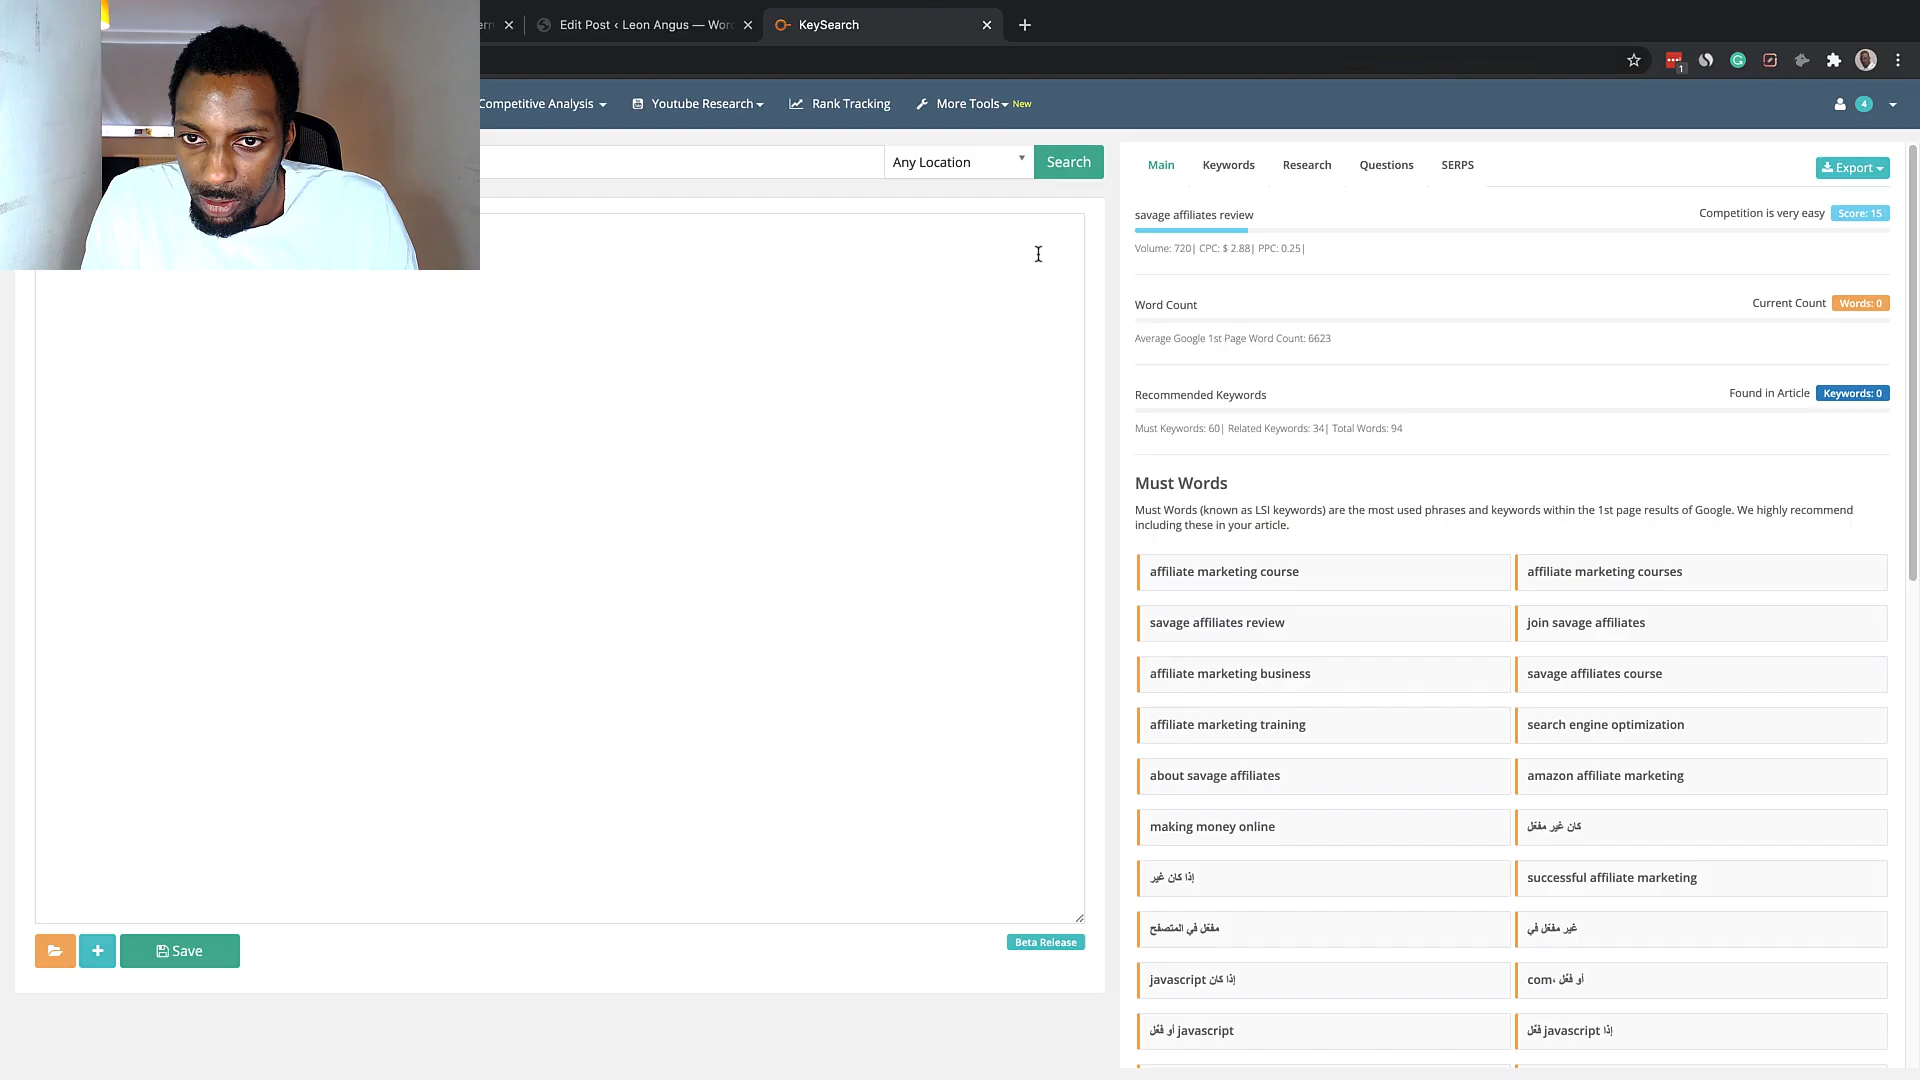 Edit Post ‹ Leon Angus — Wor
KeySearch
1
Competitive Analysis
Youtube Research
Rank Tracking
More Tools
New
4
Any Location
Search
Main
Keywords
Research
Questions
SERPS
Export
savage affiliates review
Competition is very easy
Score: 15
Volume: 720| CPC: $ 2.88| PPC: 0.25|
Word Count
Current Count
Words: 0
Average Google 1st Page Word Count: 6623
Recommended Keywords
Found in Article
Keywords: 0
Must Keywords: 60| Related Keywords: 34| Total Words: 94
Must Words
Must Words (known as LSI keywords) are the most used phrases and keywords within the 1st page results of Google. We highly recommend
including these in your article.
affiliate marketing course
affiliate marketing courses
savage affiliates review
join savage affiliates
affiliate marketing business
savage affiliates course
affiliate marketing training
search engine optimization
about savage affiliates
amazon affiliate marketing
making money online
كان غير مفعّل
إذا كان غير
successful affiliate marketing
مفعّل في المتصفح
غير مفعّل في
javascript إذا كان
com، أو فعّل
أو فعّل javascript
فعّل javascript إذا
Save
Beta Release